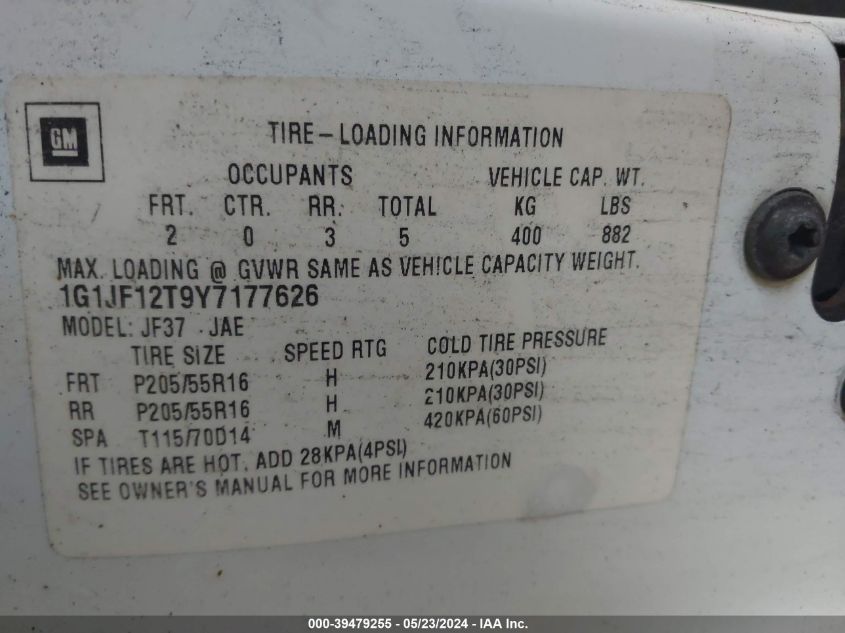 GM
TIRE-LOADING INFORMATION
OCCUPANTS VEHICLE CAP. WT.
FRT. CTR. RR. TOTAL KG LBS
2 0 3 5 400 882
MAX. LOADING @ GVWR SAME AS VEHICLE CAPACITY WEIGHT.
1G1JF12T9Y7177626
MODEL: JF37 JAE
TIRE SIZE SPEED RTG COLD TIRE PRESSURE
FRT P205/55R16 H 210KPA(30PSI)
RR P205/55R16 H 210KPA(30PSI)
SPA T115/70D14 M 420KPA(60PSI)
IF TIRES ARE HOT, ADD 28KPA(4PSI)
SEE OWNER'S MANUAL FOR MORE INFORMATION
000-39479255 - 05/23/2024 - IAA Inc.